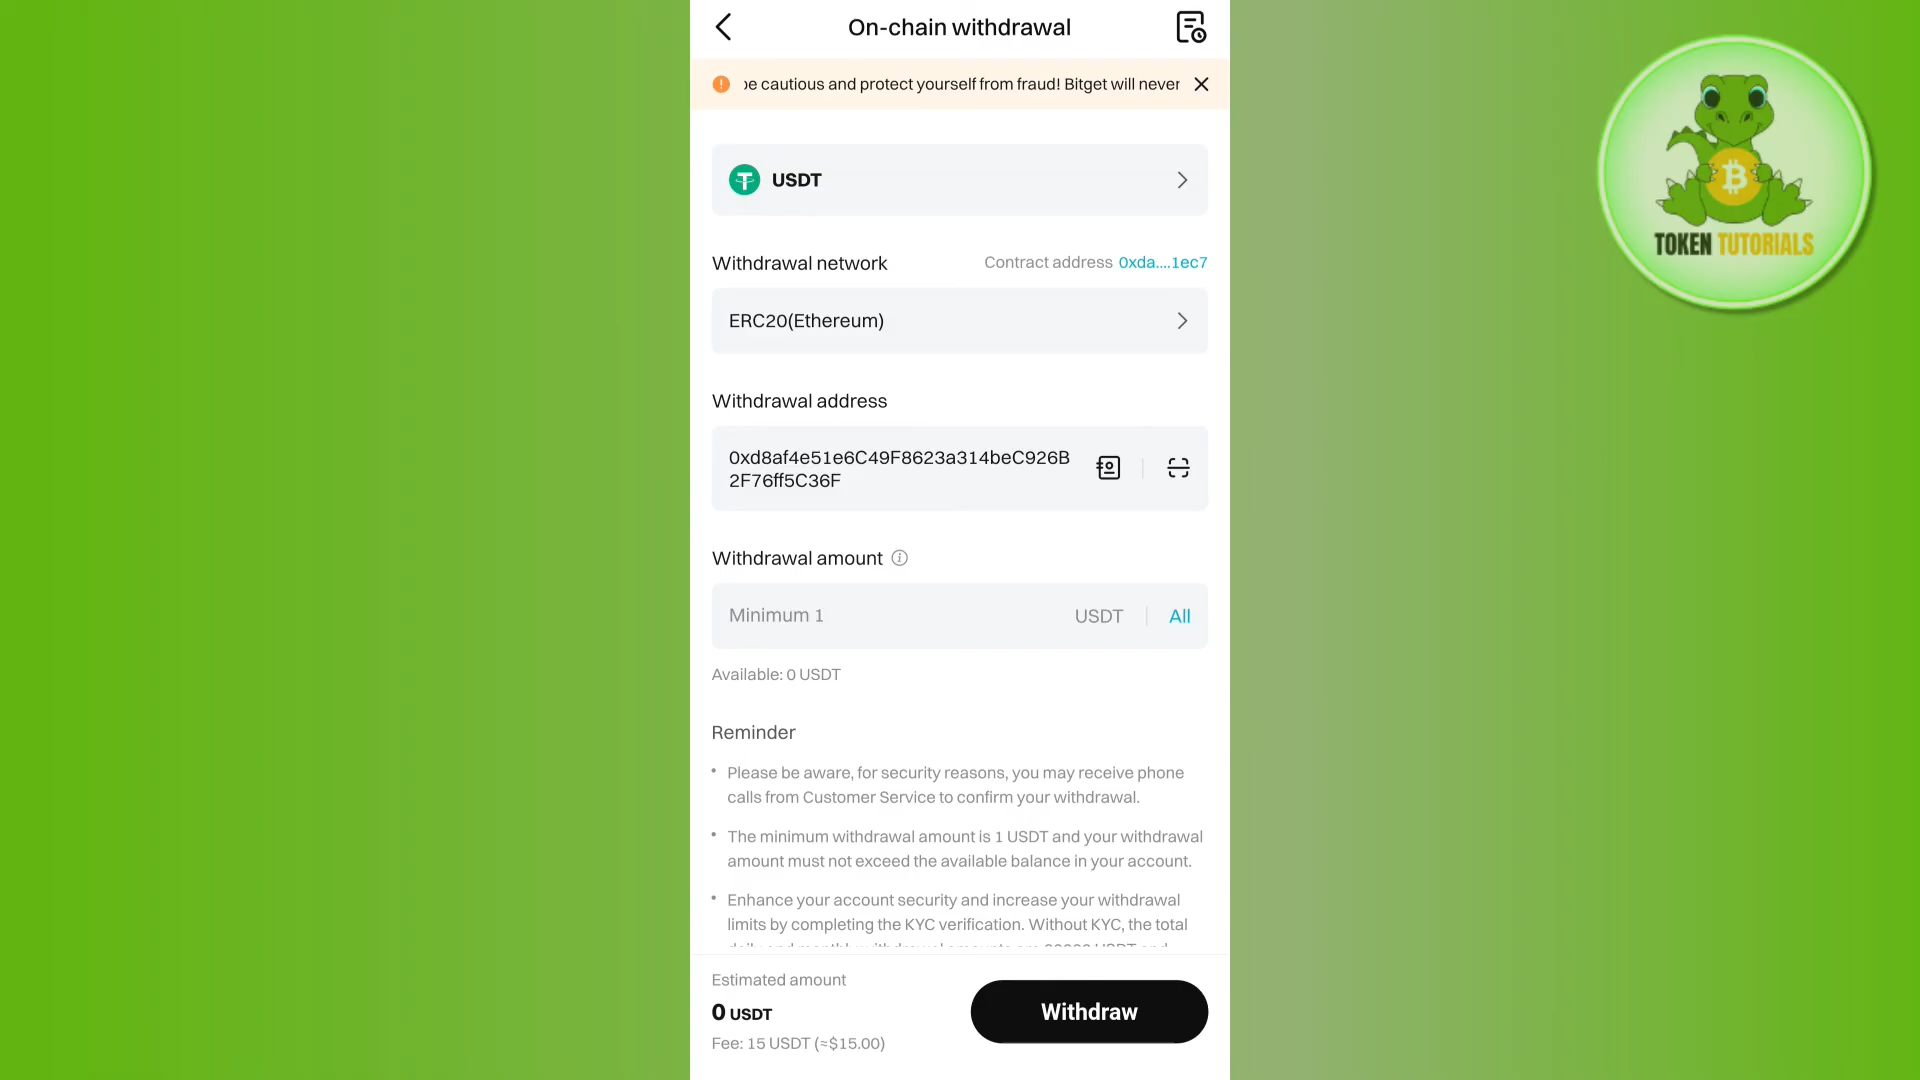 On-chain withdrawal
be cautious and protect yourself from fraud! Bitget will never
USDT
Withdrawal network
Contract address 0xda....1ec7
ERC20(Ethereum)
Withdrawal address
0xd8af4e51e6C49F8623a314beC926B
2F76ff5C36F
Withdrawal amount
Minimum 1
USDT
All
Available: 0 USDT
Reminder
• Please be aware, for security reasons, you may receive phone
calls from Customer Service to confirm your withdrawal.
• The minimum withdrawal amount is 1 USDT and your withdrawal
amount must not exceed the available balance in your account.
• Enhance your account security and increase your withdrawal
limits by completing the KYC verification. Without KYC, the total
Estimated amount
0 USDT
Fee: 15 USDT (≈$15.00)
Withdraw
TOKEN TUTORIALS